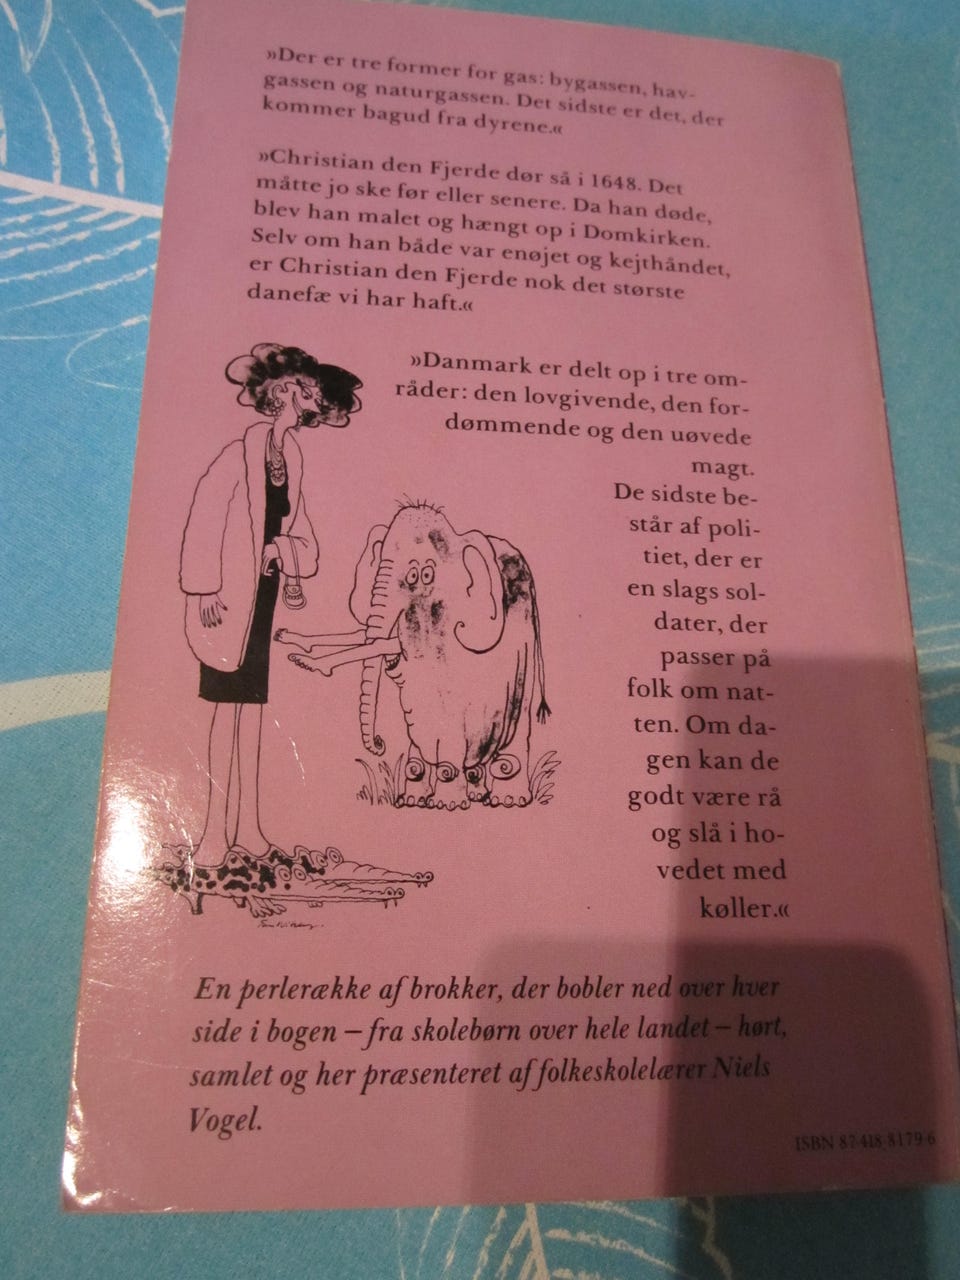 »Der er tre former for gas: bygassen, hav-
gassen og naturgassen. Det sidste er det, der
kommer bagud fra dyrene.«
»Christian den Fjerde dør så i 1648. Det
måtte jo ske før eller senere. Da han døde,
blev han malet og hængt op i Domkirken.
Selv om han både var enøjet og kejthåndet,
er Christian den Fjerde nok det største
danefæ vi har haft.«
»Danmark er delt op i tre om-
råder: den lovgivende, den for-
dømmende og den uøvede
magt.
De sidste be-
står af poli-
tiet, der er
en slags sol-
dater, der
passer på
folk om nat-
ten. Om da-
gen kan de
godt være rå
og slå i ho-
vedet med
køller.«
En perlerække af brokker, der bobler ned over hver
side i bogen – fra skolebørn over hele landet – hørt,
samlet og her præsenteret af folkeskolelærer Niels
Vogel.
ISBN 87-418-8179-6